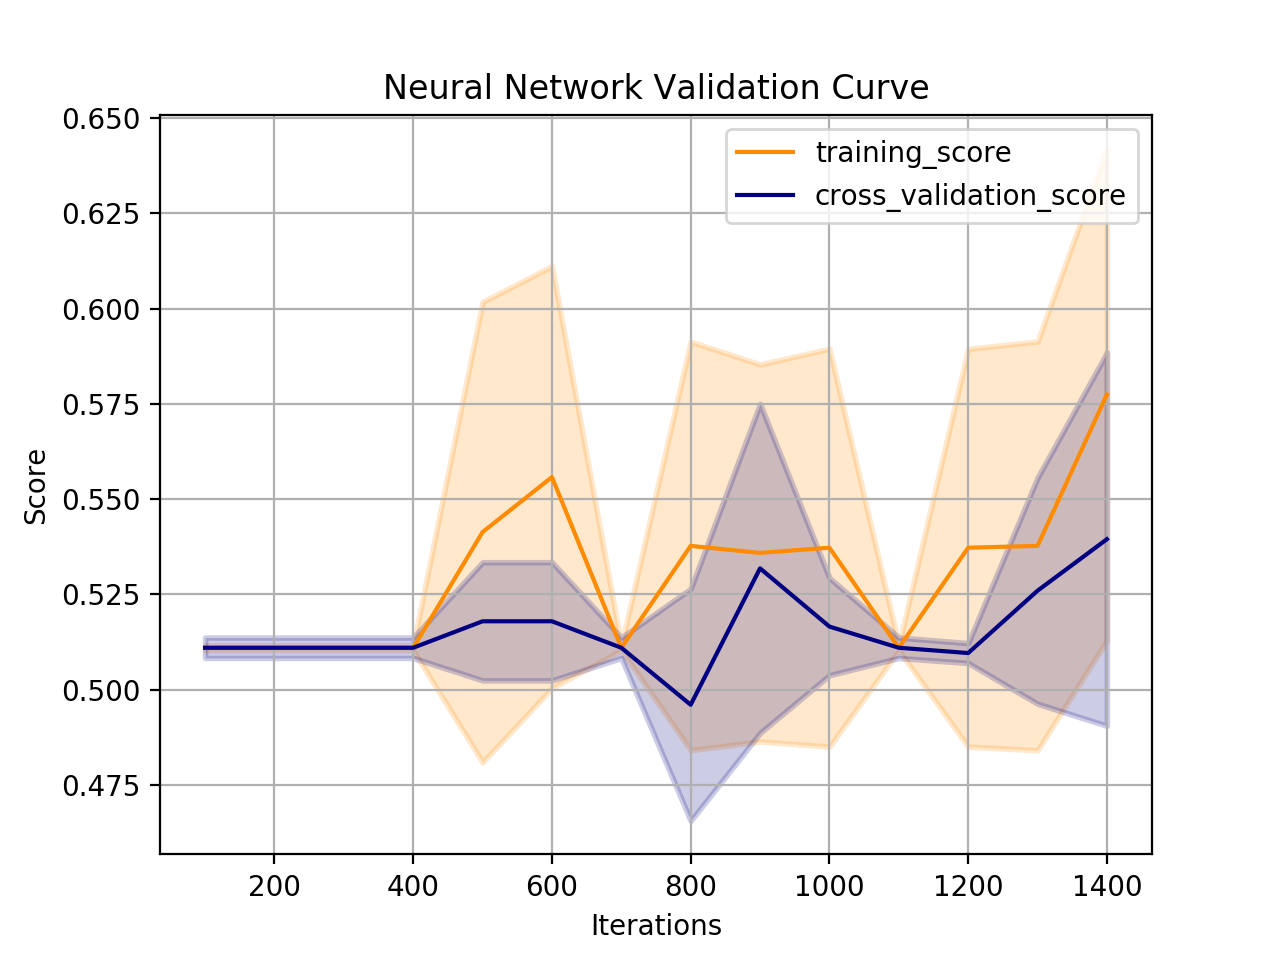 Neural Network Validation Curve
training_score
cross_validation_score
Score
0.650
0.625
0.600
0.575
0.550
0.525
0.500
0.475
200 400 600 800 1000 1200 1400
Iterations